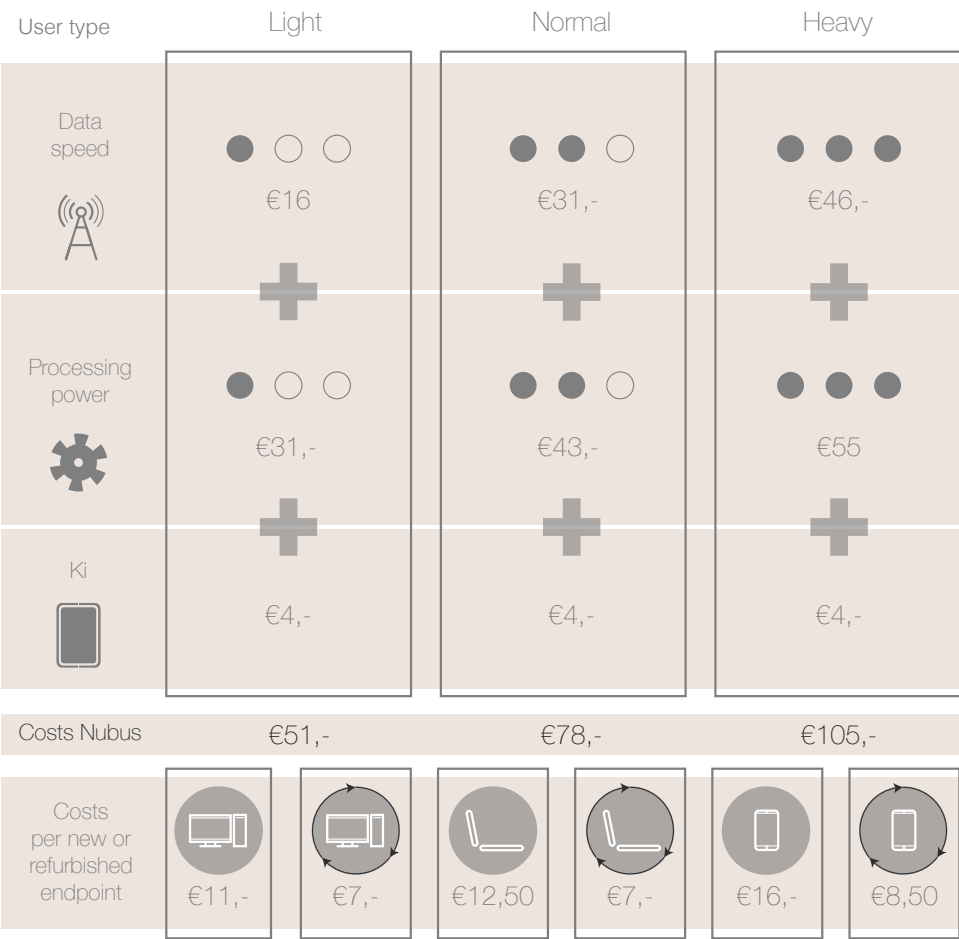 User type Light Normal Heavy
Data
speed
€16 €31,- €46,-
Processing
power
€31,- €43,- €55
Ki
€4,- €4,- €4,-
Costs Nubus €51,- €78,- €105,-
Costs
per new or
refurbished
endpoint
€11,- €7,- €12,50 €7,- €16,- €8,50